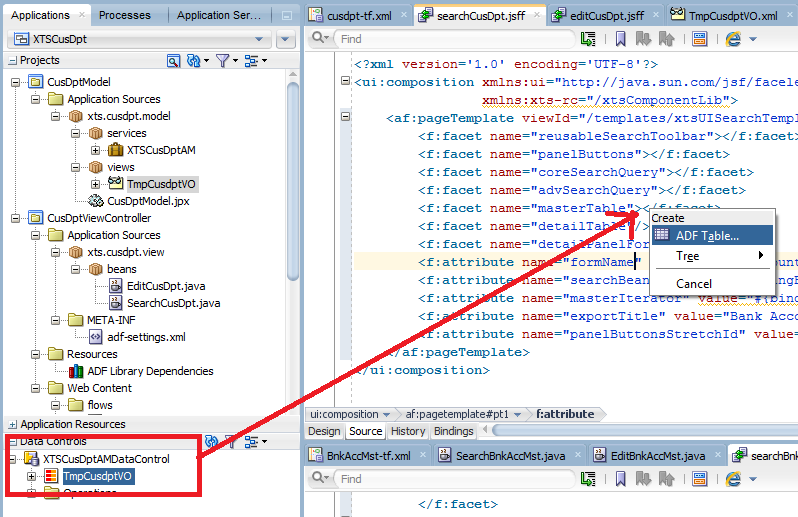 Applications
Processes
Application Server...
XTSCusDpt
Projects
CusDptModel
Application Sources
xts.cusdpt.model
services
XTSCusDptAM
views
TmpCusdptVO
CusDptModel.jpx
CusDptViewController
Application Sources
xts.cusdpt.view
beans
EditCusDpt.java
SearchCusDpt.java
META-INF
adf-settings.xml
Resources
ADF Library Dependencies
Web Content
flows
Application Resources
Data Controls
XTSCusDptAMDataControl
TmpCusdptVO
Operations
cusdpt-tf.xml
searchCusDpt.jsff
editCusDpt.jsff
TmpCusdptVO.xml
Find
<?xml version='1.0' encoding='UTF-8'?>
<ui:composition xmlns:ui="http://java.sun.com/jsf/facele
xmlns:xts-rc="/xtsComponentLib">
<af:pageTemplate viewId="/templates/xtsUISearchTemp
<f:facet name="reusableSearchToolbar"></f:facet>
<f:facet name="panelButtons"></f:facet>
<f:facet name="coreSearchQuery"></f:facet>
<f:facet name="advSearchQuery"></f:facet>
<f:facet name="masterTable"></f:facet>
<f:facet name="detailTable"/>
<f:facet name="detailPanelFor
<f:attribute name="formName" ount
<f:attribute name="searchBean ngB
<f:attribute name="masterIterator" value="#{bind
<f:attribute name="exportTitle" value="Bank Acco
<f:attribute name="panelButtonsStretchId" value=
</af:pageTemplate>
</ui:composition>
Create
ADF Table...
Tree
Cancel
ui:composition
af:pagetemplate#pt1
f:attribute
Design
Source
History
Bindings
BnkAccMst-tf.xml
SearchBnkAccMst.java
EditBnkAccMst.java
searchBnk
Find
</f:facet>